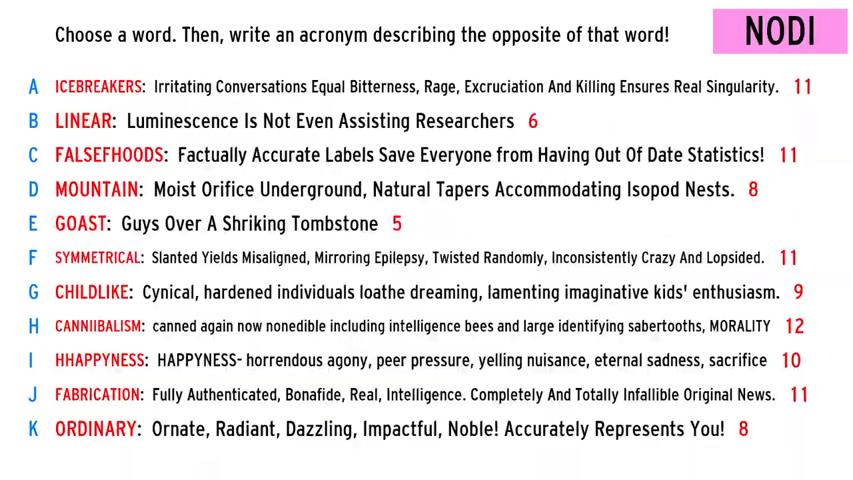 Choose a word. Then, write an acronym describing the opposite of that word!
NODI
A ICEBREAKERS: Irritating Conversations Equal Bitterness, Rage, Excruciation And Killing Ensures Real Singularity. 11
B LINEAR: Luminescence Is Not Even Assisting Researchers 6
C FALSEFHOODS: Factually Accurate Labels Save Everyone from Having Out Of Date Statistics! 11
D MOUNTAIN: Moist Orifice Underground, Natural Tapers Accommodating Isopod Nests. 8
E GOAST: Guys Over A Shriking Tombstone 5
F SYMMETRICAL: Slanted Yields Misaligned, Mirroring Epilepsy, Twisted Randomly, Inconsistently Crazy And Lopsided. 11
G CHILDLIKE: Cynical, hardened individuals loathe dreaming, lamenting imaginative kids' enthusiasm. 9
H CANNIIBALISM: canned again now nonedible including intelligence bees and large identifying sabertooths, MORALITY 12
I HHAPPYNESS: HAPPYNESS- horrendous agony, peer pressure, yelling nuisance, eternal sadness, sacrifice 10
J FABRICATION: Fully Authenticated, Bonafide, Real, Intelligence. Completely And Totally Infallible Original News. 11
K ORDINARY: Ornate, Radiant, Dazzling, Impactful, Noble! Accurately Represents You! 8